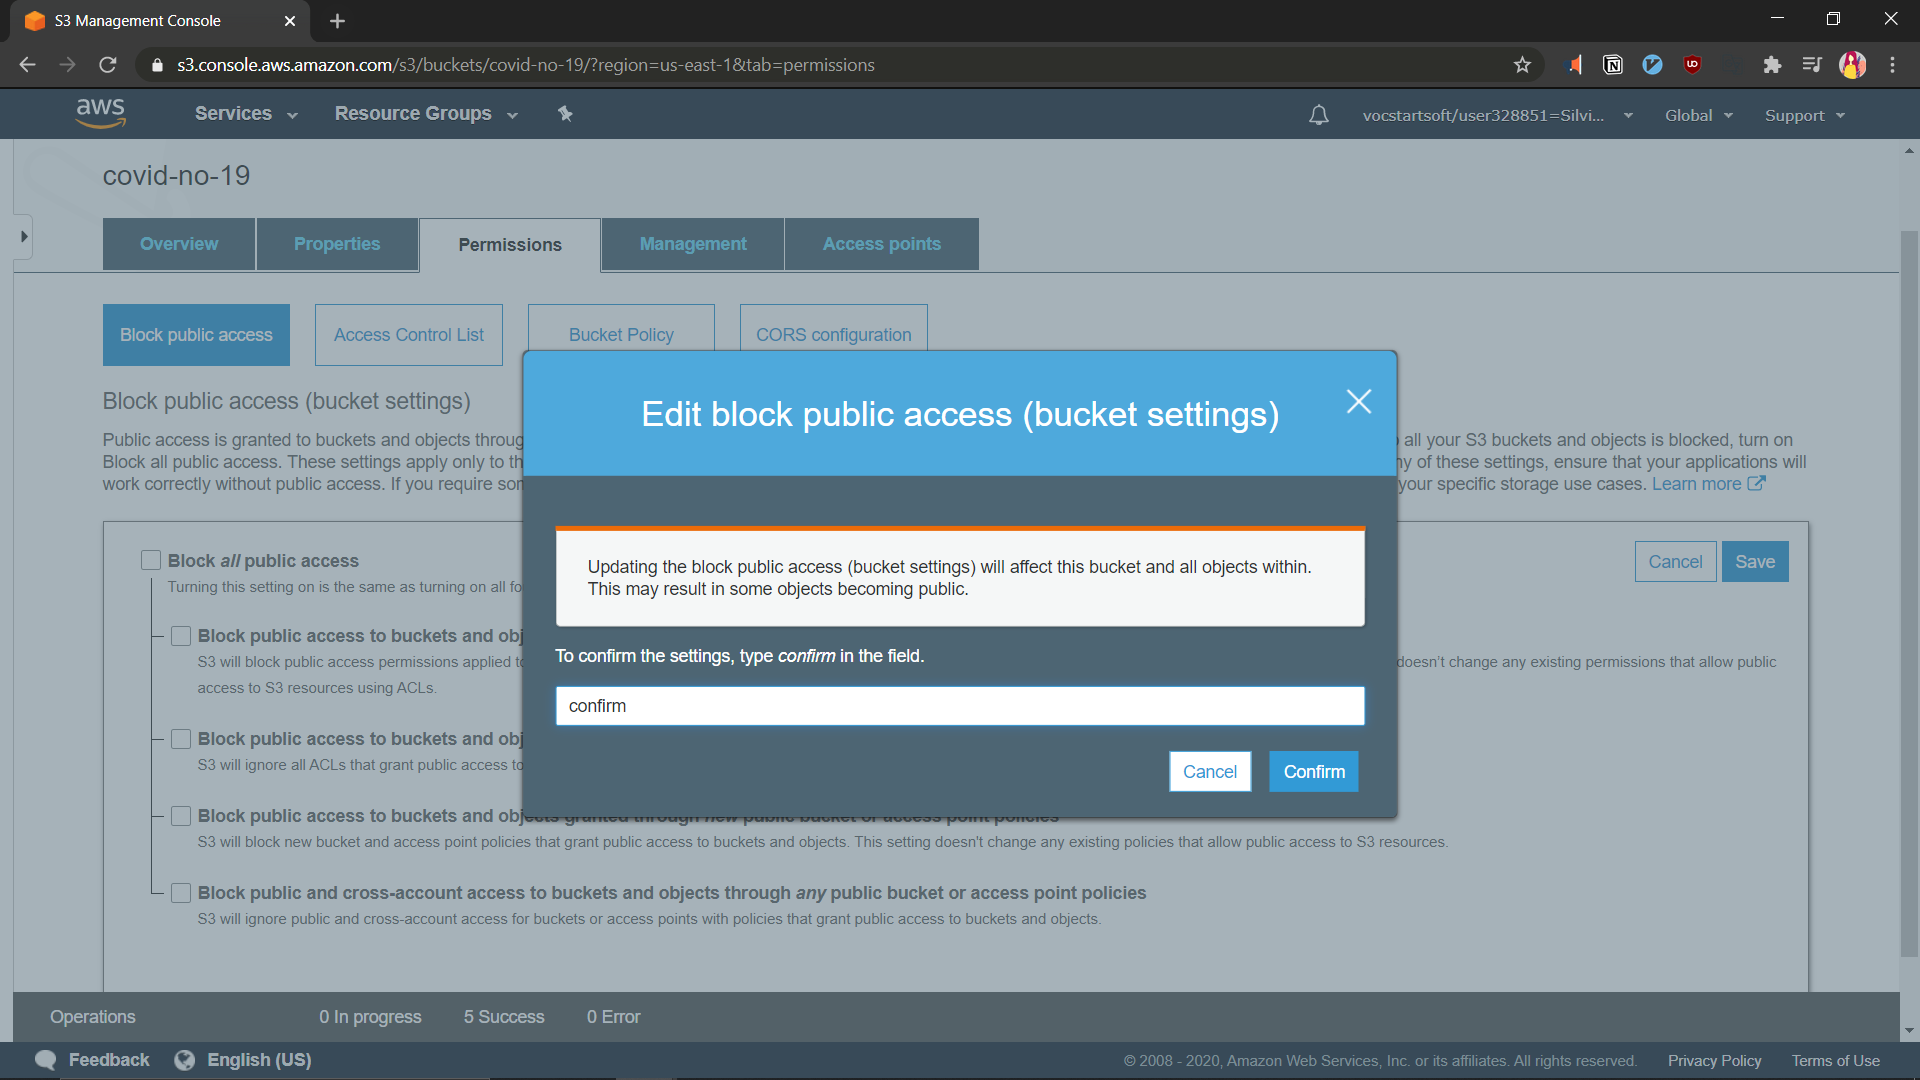 S3 Management Console
s3.console.aws.amazon.com/s3/buckets/covid-no-19/?region=us-east-1&tab=permissions
aws
Services
Resource Groups
vocstartsoft/user328851=Silvi...
Global
Support
covid-no-19
Overview
Properties
Permissions
Management
Access points
Block public access
Access Control List
Bucket Policy
CORS configuration
Block public access (bucket settings)
Public access is granted to buckets and objects throug
all your S3 buckets and objects is blocked, turn on
Block all public access. These settings apply only to th
of these settings, ensure that your applications will
work correctly without public access. If you require
your specific storage use cases. Learn more
Edit block public access (bucket settings)
Updating the block public access (bucket settings) will affect this bucket and all objects within.
This may result in some objects becoming public.
To confirm the settings, type confirm in the field.
confirm
Cancel
Confirm
Block all public access
Turning this setting on is the same as turning on all fo
Cancel
Save
Block public access to buckets and obj
S3 will block public access permissions applied
doesn't change any existing permissions that allow public
access to S3 resources using ACLs.
Block public access to buckets and obj
S3 will ignore all ACLs that grant public access to
Block public access to buckets and objects granted through new public bucket or access point policies
S3 will block new bucket and access point policies that grant public access to buckets and objects. This setting doesn't change any existing policies that allow public access to S3 resources.
Block public and cross-account access to buckets and objects through any public bucket or access point policies
S3 will ignore public and cross-account access for buckets or access points with policies that grant public access to buckets and objects.
Operations
0 In progress
5 Success
0 Error
Feedback
English (US)
© 2008 - 2020, Amazon Web Services, Inc. or its affiliates. All rights reserved.
Privacy Policy
Terms of Use